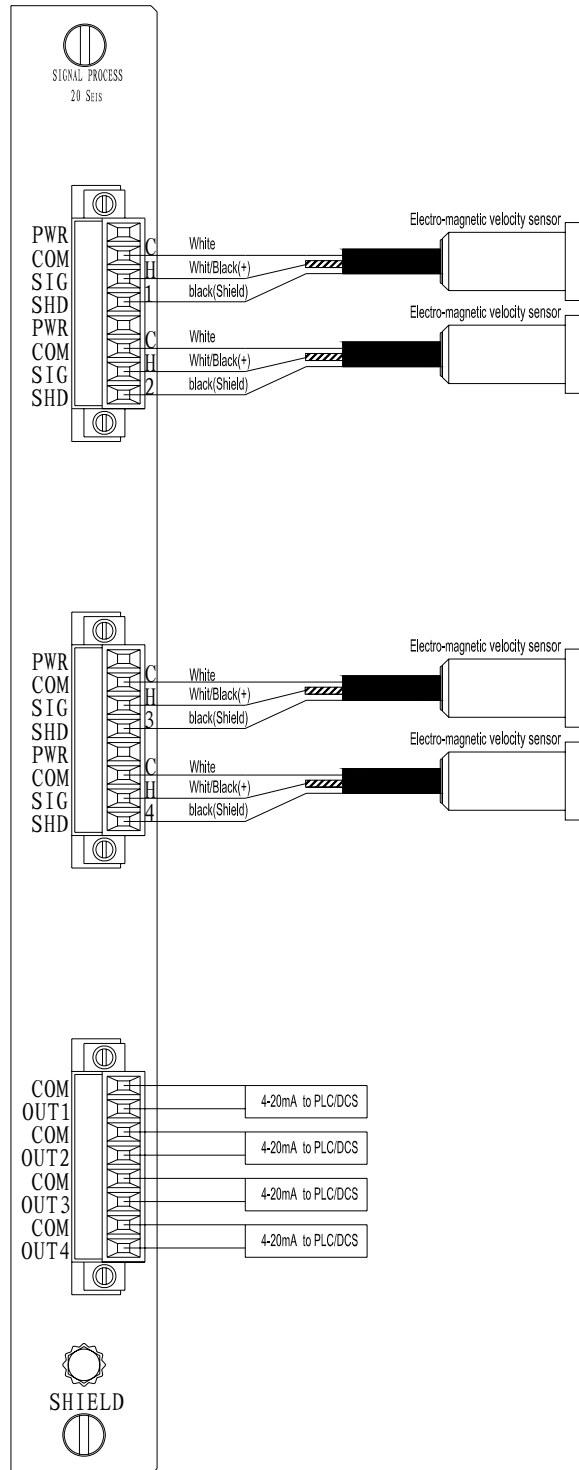 SIGNAL PROCESS
20 SEIS
Electro-magnetic velocity sensor
PWR
COM C White
SIG H Whit/Black(+)
SHD 1 black(Shield)
Electro-magnetic velocity sensor
PWR
COM C White
SIG H Whit/Black(+)
SHD 2 black(Shield)
Electro-magnetic velocity sensor
PWR
COM C White
SIG H Whit/Black(+)
SHD 3 black(Shield)
Electro-magnetic velocity sensor
PWR
COM C White
SIG H Whit/Black(+)
SHD 4 black(Shield)
COM
OUT1 4-20mA to PLC/DCS
COM
OUT2 4-20mA to PLC/DCS
COM
OUT3 4-20mA to PLC/DCS
COM
OUT4 4-20mA to PLC/DCS
SHIELD